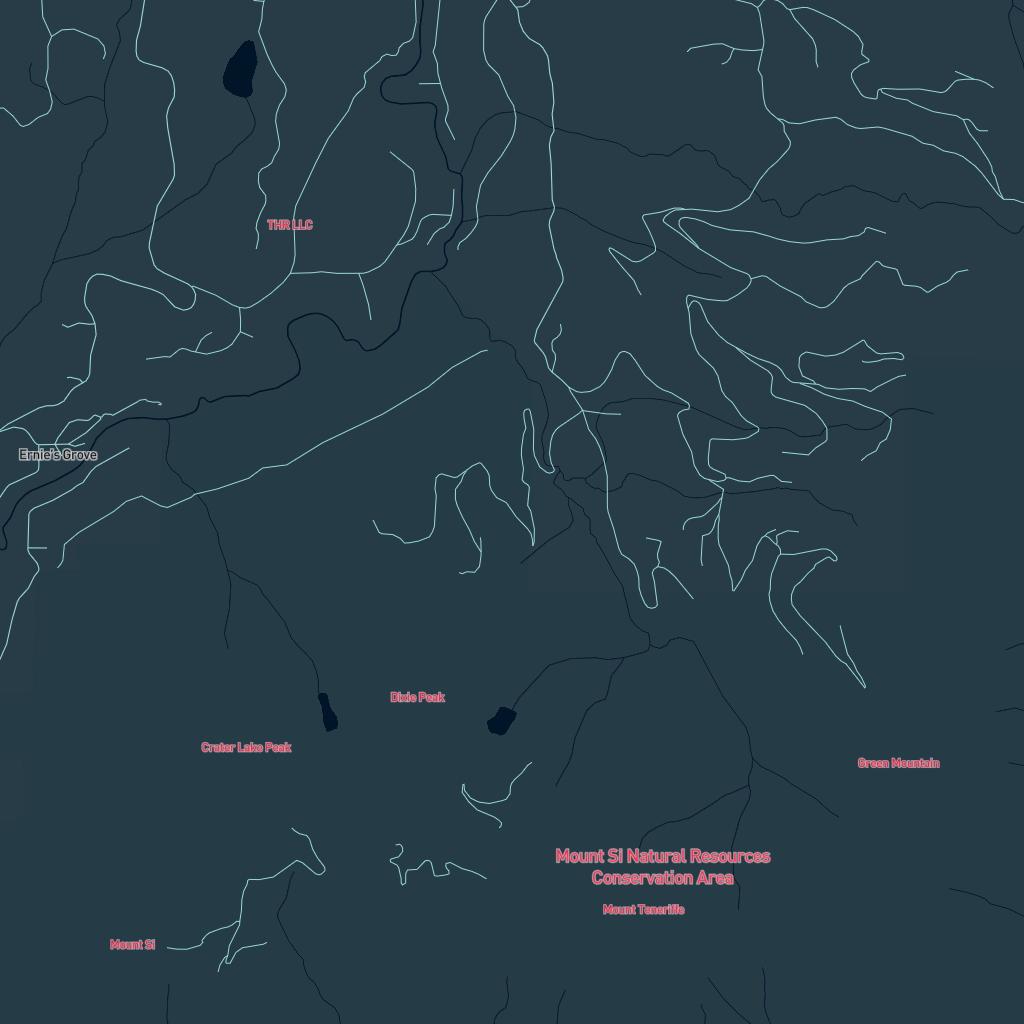 THR LLC
Ernie's Grove
Dixie Peak
Crater Lake Peak
Green Mountain
Mount Si Natural Resources
Conservation Area
Mount Teneriffe
Mount Si